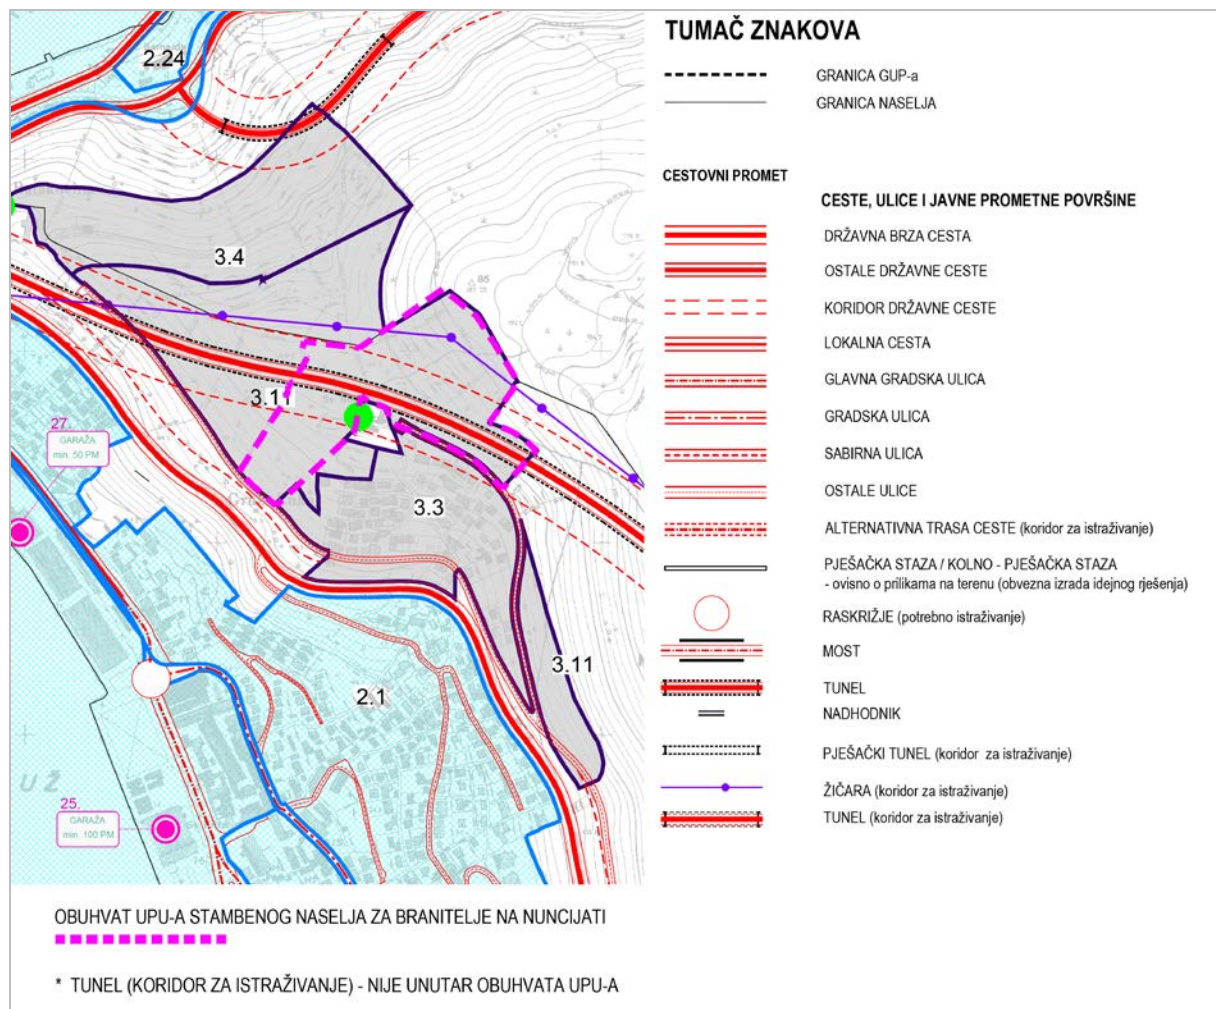 TUMAČ ZNAKOVA
GRANICA GUP-a
GRANICA NASELJA
CESTOVNI PROMET
CESTE, ULICE I JAVNE PROMETNE POVRŠINE
DRŽAVNA BRZA CESTA
OSTALE DRŽAVNE CESTE
KORIDOR DRŽAVNE CESTE
LOKALNA CESTA
GLAVNA GRADSKA ULICA
GRADSKA ULICA
SABIRNA ULICA
OSTALE ULICE
ALTERNATIVNA TRASA CESTE (koridor za istraživanje)
PJEŠAČKA STAZA / KOLNO - PJEŠAČKA STAZA
- ovisno o prilikama na terenu (obvezna izrada idejnog rješenja)
RASKRIŽJE (potrebno istraživanje)
MOST
TUNEL
NADHODNIK
PJEŠAČKI TUNEL (koridor za istraživanje)
ŽIČARA (koridor za istraživanje)
TUNEL (koridor za istraživanje)
2.24
3.4
85
3.11
27.
GARAŽA
min. 50 PM
3.3
3.11
2.1
U Ž
25.
GARAŽA
min. 100 PM
OBUHVAT UPU-A STAMBENOG NASELJA ZA BRANITELJE NA NUNCIJATI
* TUNEL (KORIDOR ZA ISTRAŽIVANJE) - NIJE UNUTAR OBUHVATA UPU-A